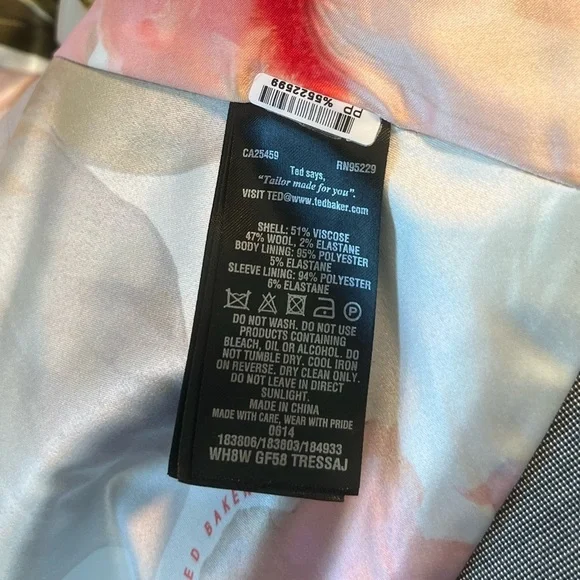 %5522599
PP
CA25459 RN95229
Ted says,
"Tailor made for you".
VISIT TED@www.tedbaker.com
SHELL: 51% VISCOSE
47% WOOL, 2% ELASTANE
BODY LINING: 95% POLYESTER
5% ELASTANE
SLEEVE LINING: 94% POLYESTER
6% ELASTANE
P
DO NOT WASH. DO NOT USE
PRODUCTS CONTAINING
BLEACH, OIL OR ALCOHOL. DO
NOT TUMBLE DRY. COOL IRON
ON REVERSE. DRY CLEAN ONLY.
DO NOT LEAVE IN DIRECT
SUNLIGHT.
MADE IN CHINA
MADE WITH CARE, WEAR WITH PRIDE
0614
183806/183803/184933
WH8W GF58 TRESSAJ
ED BAKER